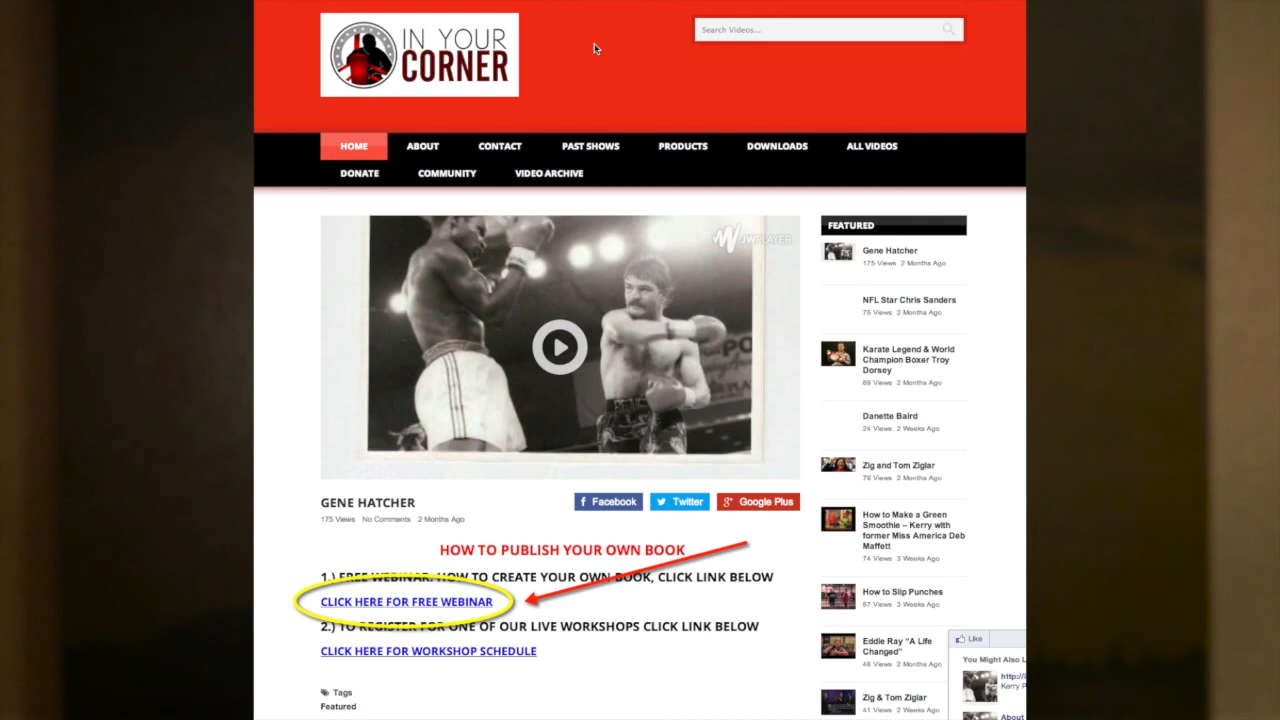 IN YOUR
CORNER
Search Videos...
HOME ABOUT CONTACT PAST SHOWS PRODUCTS DOWNLOADS ALL VIDEOS
DONATE COMMUNITY VIDEO ARCHIVE
JWPLAYER
GENE HATCHER
175 Views No Comments 2 Months Ago
f Facebook
Twitter
g+ Google Plus
HOW TO PUBLISH YOUR OWN BOOK
1.) FREE WEBINAR: HOW TO CREATE YOUR OWN BOOK, CLICK LINK BELOW
CLICK HERE FOR FREE WEBINAR
2.) TO REGISTER FOR ONE OF OUR LIVE WORKSHOPS CLICK LINK BELOW
CLICK HERE FOR WORKSHOP SCHEDULE
Tags
Featured
FEATURED
Gene Hatcher
175 Views 2 Months Ago
NFL Star Chris Sanders
75 Views 2 Months Ago
Karate Legend & World
Champion Boxer Troy
Dorsey
69 Views 2 Months Ago
Danette Baird
24 Views 2 Weeks Ago
Zig and Tom Ziglar
79 Views 2 Months Ago
How to Make a Green
Smoothie – Kerry with
former Miss America Deb
Maffett
74 Views 3 Weeks Ago
How to Slip Punches
57 Views 3 Weeks Ago
Eddie Ray “A Life
Changed”
46 Views 2 Months Ago
Zig & Tom Ziglar
41 Views 2 Weeks Ago
Like
You Might Also L
http://i
Kerry P
About